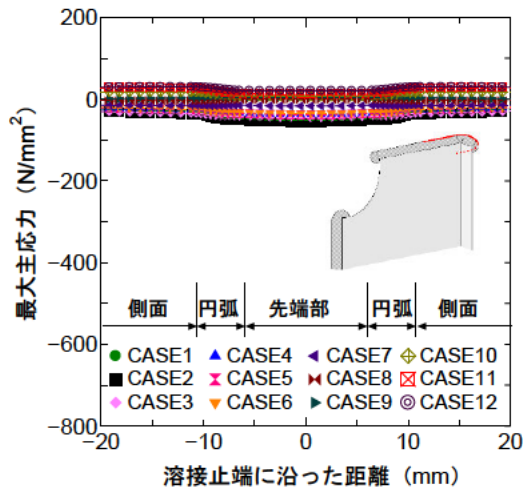 最大主応力（N/mm²）
200
0
−200
−400
−600
−800
側面 円弧 先端部 円弧 側面
CASE1 CASE4 CASE7 CASE10
CASE2 CASE5 CASE8 CASE11
CASE3 CASE6 CASE9 CASE12
−20 −10 0 10 20
溶接止端に沿った距離（mm）